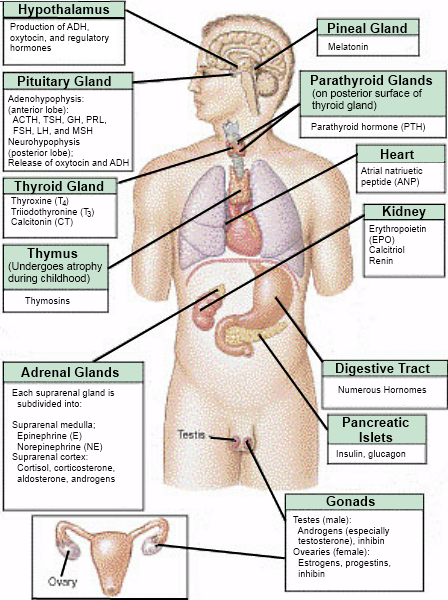 Hypothalamus
Production of ADH,
oxytocin, and regulatory
hormones
Pineal Gland
Melatonin
Pituitary Gland
Adenohypophysis:
(anterior lobe):
ACTH, TSH, GH, PRL,
FSH, LH, and MSH
Neurohypophysis
(posterior lobe);
Release of oxytocin and ADH
Parathyroid Glands
(on posterior surface of
thyroid gland)
Parathyroid hormone (PTH)
Heart
Atrial natriuetic
peptide (ANP)
Thyroid Gland
Thyroxine (T4)
Triiodothyronine (T3)
Calcitonin (CT)
Kidney
Erythropoietin
(EPO)
Calcitriol
Renin
Thymus
(Undergoes atrophy
during childhood)
Thymosins
Adrenal Glands
Each suprarenal gland is
subdivided into:
Suprarenal medulla;
Epinephrine (E)
Norepinephrine (NE)
Suprarenal cortex:
Cortisol, corticosterone,
aldosterone, androgens
Digestive Tract
Numerous Hornomes
Pancreatic
Islets
Insulin, glucagon
Testis
Gonads
Testes (male):
Androgens (especially
testosterone), inhibin
Ovearies (female):
Estrogens, progestins,
inhibin
Ovary